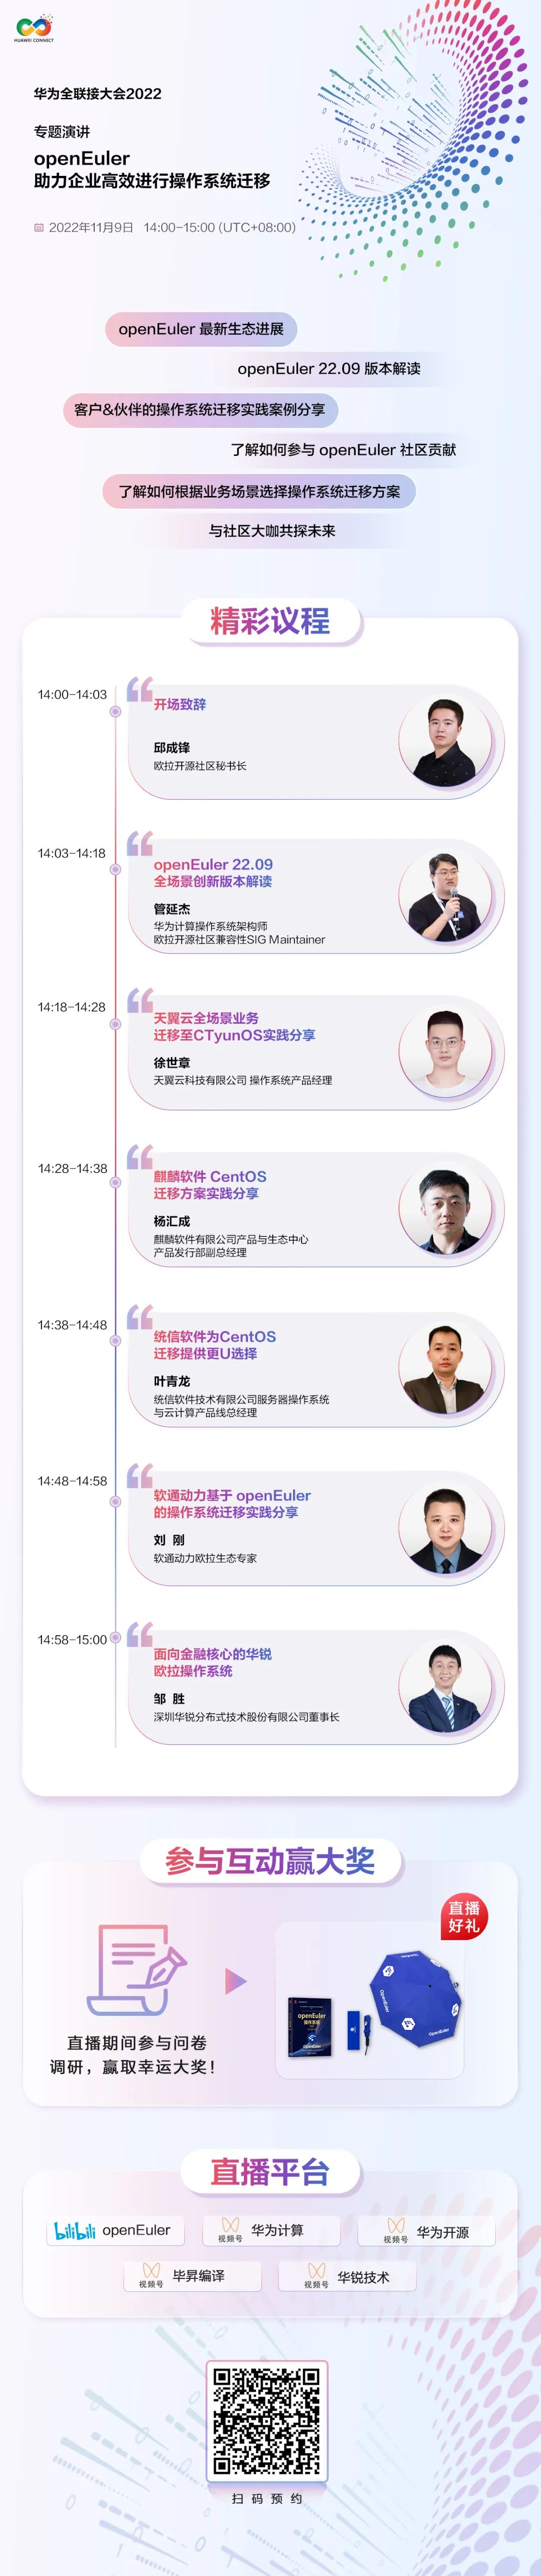 HUAWEI CONNECT
华为全联接大会2022
专题演讲
openEuler
助力企业高效进行操作系统迁移
2022年11月9日 14:00-15:00 (UTC+08:00)
openEuler 最新生态进展
openEuler 22.09 版本解读
客户&伙伴的操作系统迁移实践案例分享
了解如何参与 openEuler 社区贡献
了解如何根据业务场景选择操作系统迁移方案
与社区大咖共探未来
精彩议程
14:00-14:03
开场致辞
邱成锋
欧拉开源社区秘书长
14:03-14:18
openEuler 22.09
全场景创新版本解读
管延杰
华为计算操作系统架构师
欧拉开源社区兼容性SIG Maintainer
14:18-14:28
天翼云全场景业务
迁移至CTyunOS实践分享
徐世章
天翼云科技有限公司 操作系统产品经理
14:28-14:38
麒麟软件 CentOS
迁移方案实践分享
杨汇成
麒麟软件有限公司产品与生态中心
产品发行部副总经理
14:38-14:48
统信软件为CentOS
迁移提供更U选择
叶青龙
统信软件技术有限公司服务器操作系统
与云计算产品线总经理
14:48-14:58
软通动力基于 openEuler
的操作系统迁移实践分享
刘 刚
软通动力欧拉生态专家
14:58-15:00
面向金融核心的华锐
欧拉操作系统
邹 胜
深圳华锐分布式技术股份有限公司董事长
参与互动赢大奖
直播
好礼
openEuler
操作系统
openEuler
OpenEuler
OpenEuler
直播期间参与问卷
调研，赢取幸运大奖！
直播平台
bilibili openEuler
视频号 华为计算
视频号 华为开源
视频号 毕昇编译
视频号 华锐技术
扫码预约